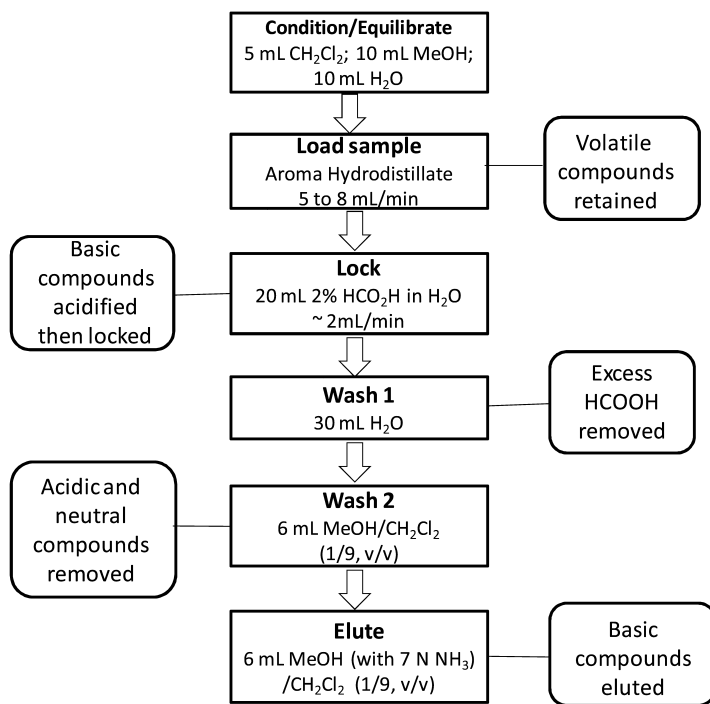 Condition/Equilibrate
5 mL CH₂Cl₂; 10 mL MeOH;
10 mL H₂O
Load sample
Aroma Hydrodistillate
5 to 8 mL/min
Volatile
compounds
retained
Basic
compounds
acidified
then locked
Lock
20 mL 2% HCO₂H in H₂O
~ 2mL/min
Wash 1
30 mL H₂O
Excess
HCOOH
removed
Acidic and
neutral
compounds
removed
Wash 2
6 mL MeOH/CH₂Cl₂
(1/9, v/v)
Elute
6 mL MeOH (with 7 N NH₃)
/CH₂Cl₂ (1/9, v/v)
Basic
compounds
eluted